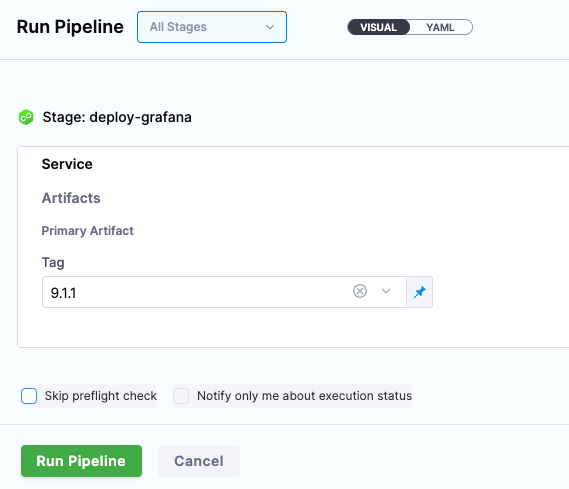 Run Pipeline
All Stages
VISUAL
YAML
Stage: deploy-grafana
Service
Artifacts
Primary Artifact
Tag
9.1.1
Skip preflight check
Notify only me about execution status
Run Pipeline
Cancel